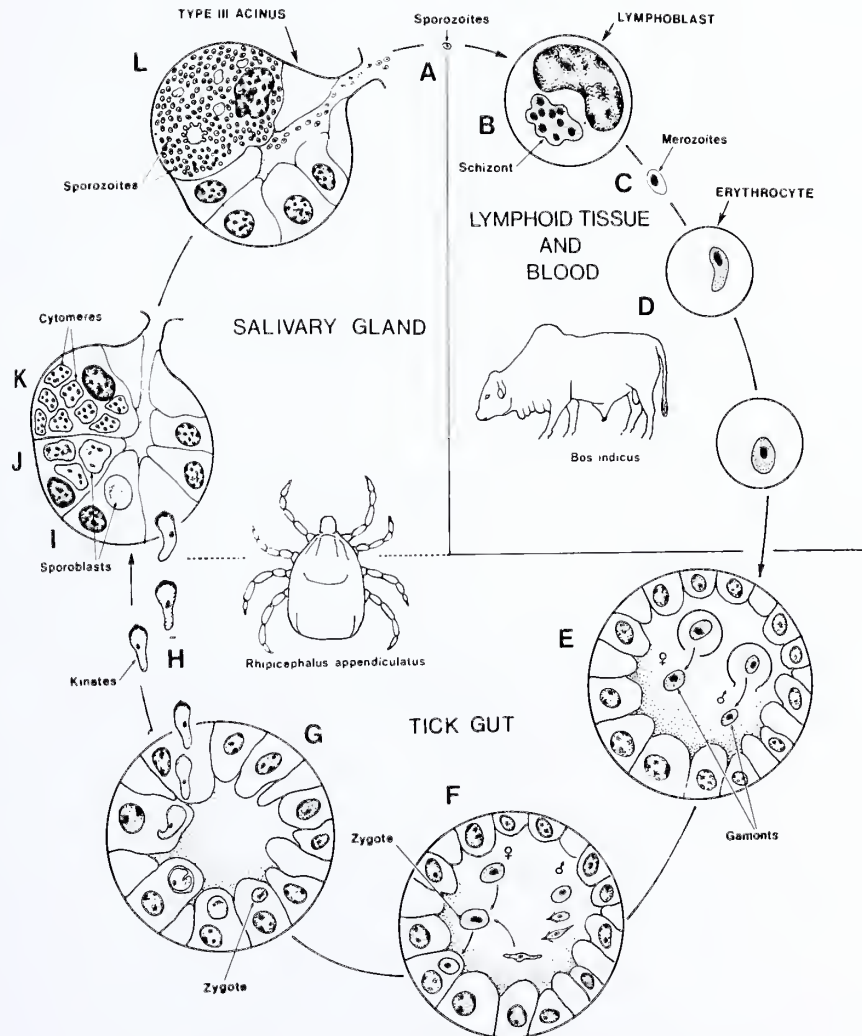 TYPE III ACINUS
Sporozoites
LYMPHOBLAST
L
A
B
Schizont
Merozoites
C
ERYTHROCYTE
Sporozoites
LYMPHOID TISSUE
AND
BLOOD
D
Cytomeres
SALIVARY GLAND
K
J
Bos indicus
I
Sporoblasts
E
♀
♂
H
Kinates
Rhipicephalus appendiculatus
G
TICK GUT
F
Gamonts
Zygote
♀
♂
Zygote